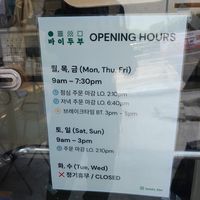 바이두부 OPENING HOURS
월, 목, 금 (Mon, Thu, Fri)
9am – 7:30pm
점심 주문 마감 LO. 2:10pm
저녁 주문 마감 LO. 6:40pm
브레이크타임 BT. 3pm – 5pm
토, 일 (Sat, Sun)
9am – 3pm
주문 마감 LO. 2:10pm
화, 수 (Tue, Wed)
정기휴무 / CLOSED